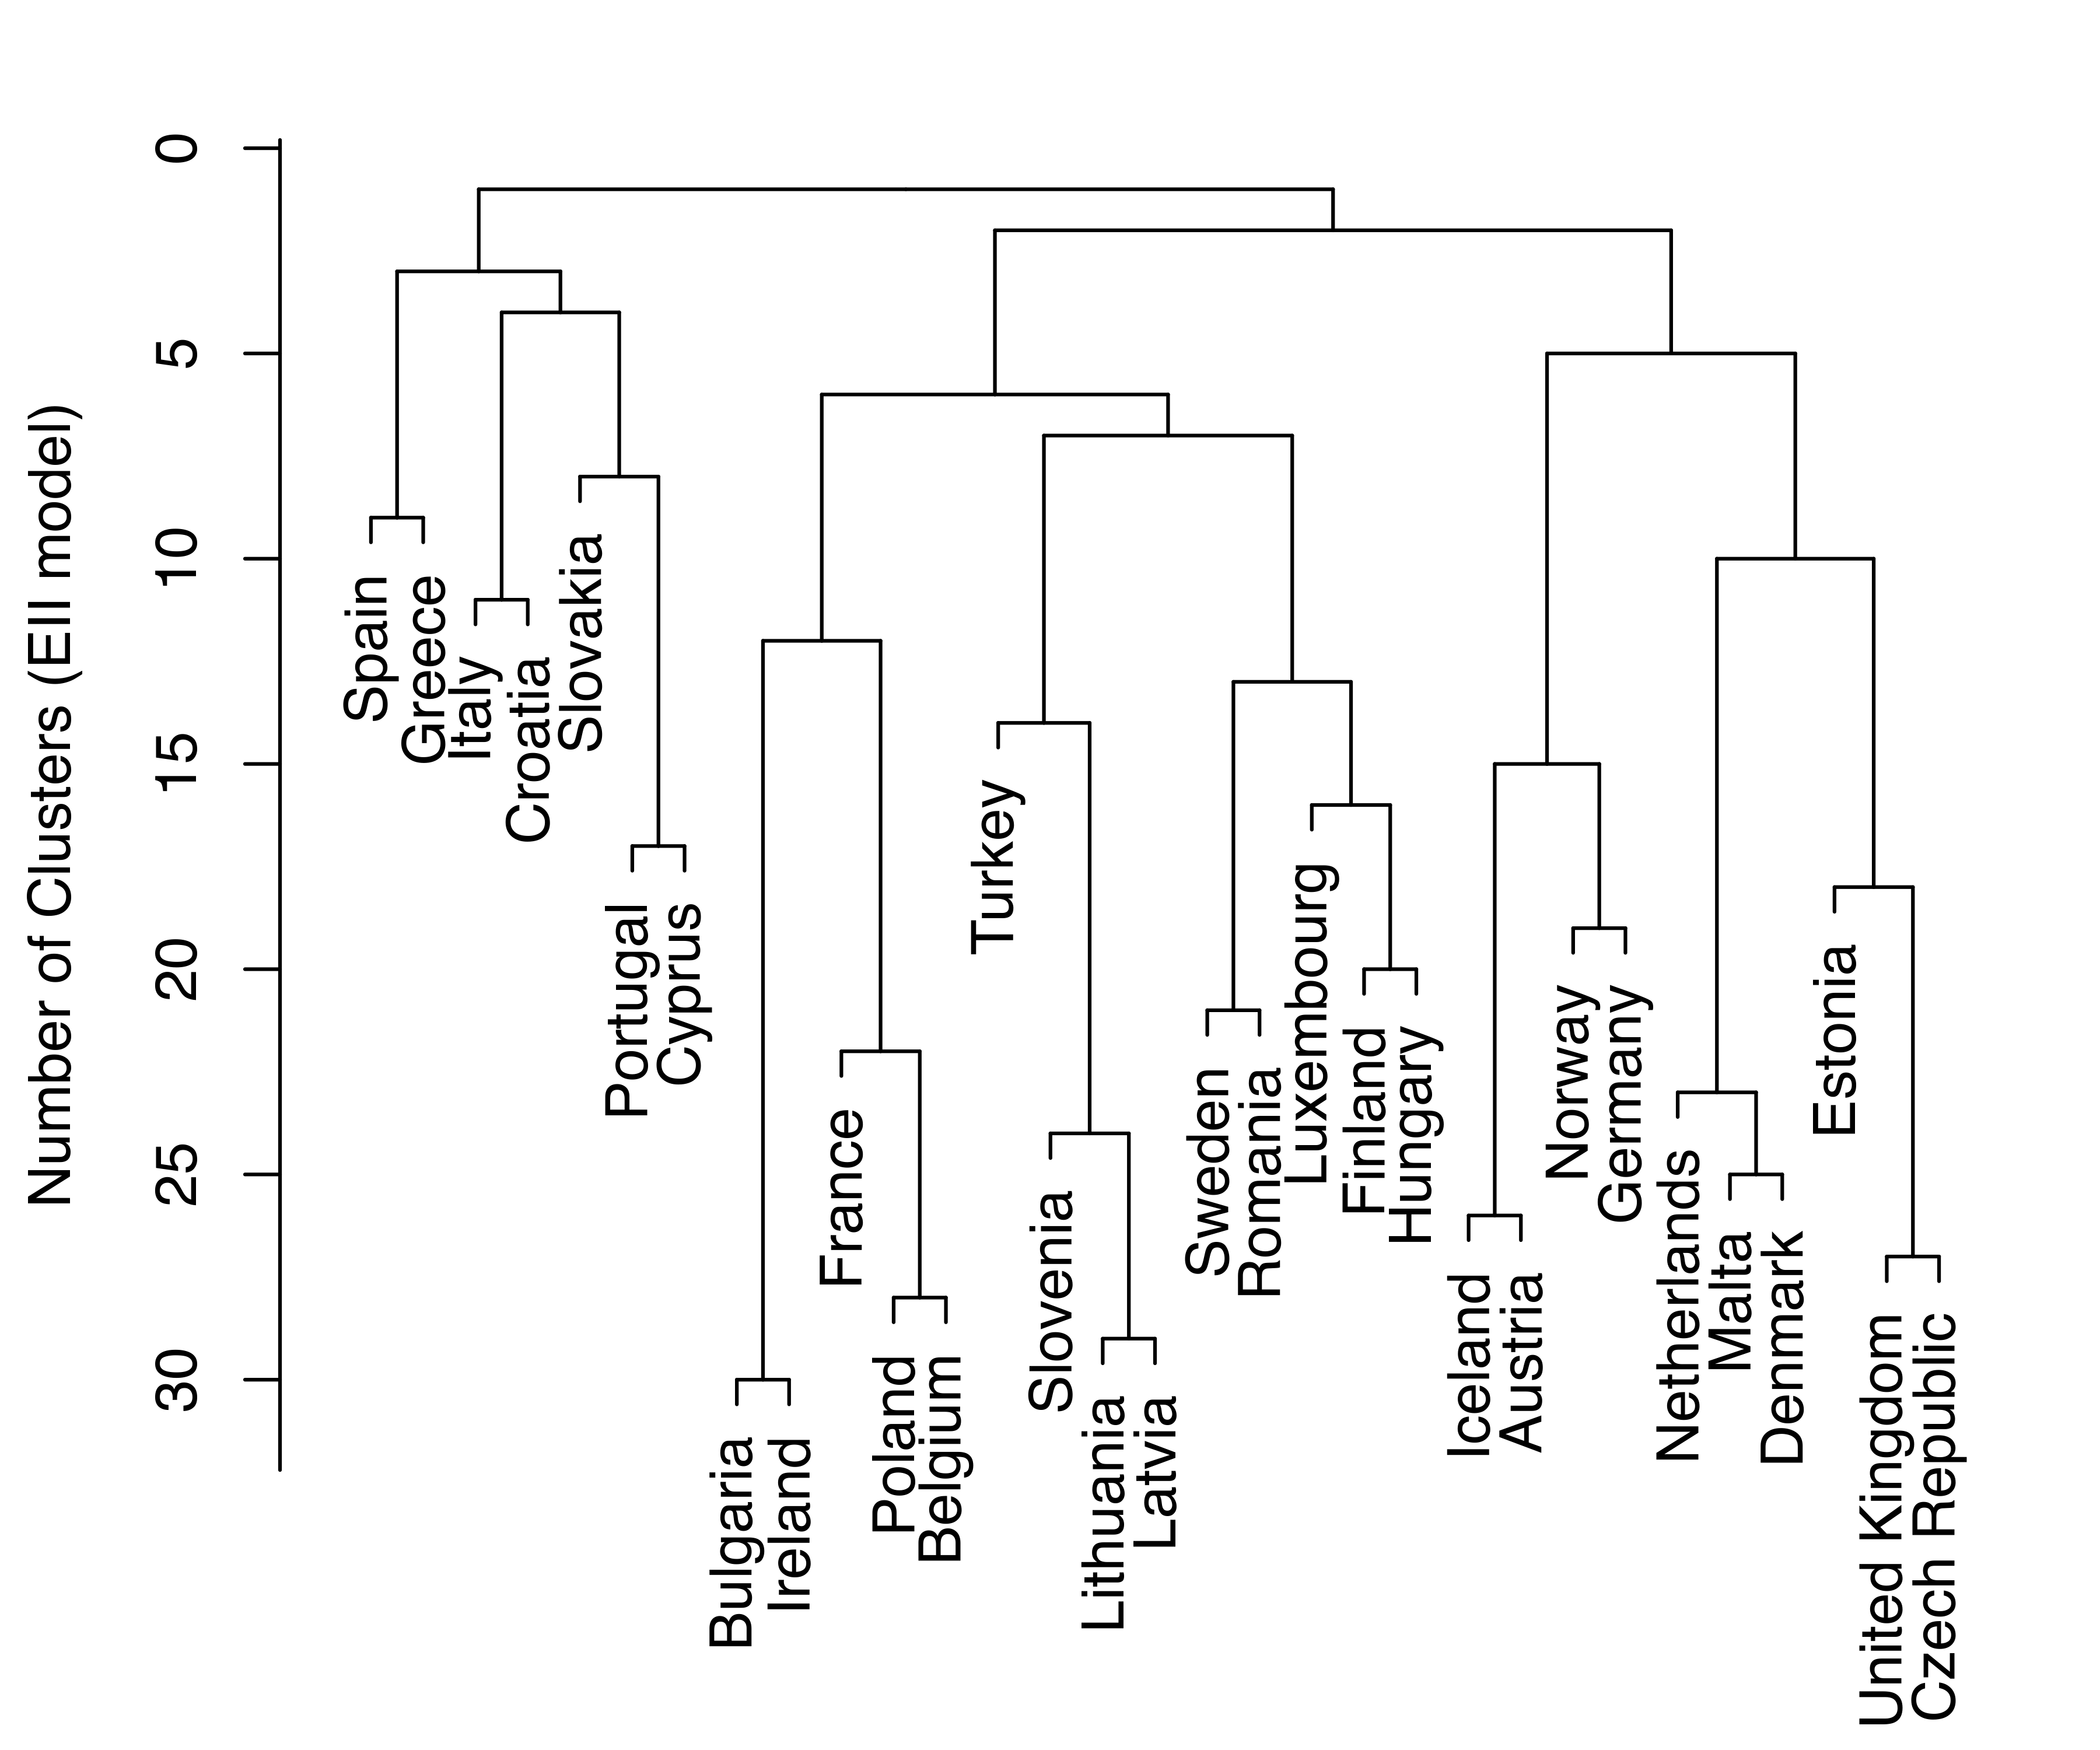 Number of Clusters (EII model)
0
5
10
15
20
25
30
Spain
Greece
Italy
Croatia
Slovakia
Portugal
Cyprus
Bulgaria
Ireland
France
Poland
Belgium
Turkey
Slovenia
Lithuania
Latvia
Sweden
Romania
Luxembourg
Finland
Hungary
Iceland
Austria
Norway
Germany
Netherlands
Malta
Denmark
Estonia
United Kingdom
Czech Republic